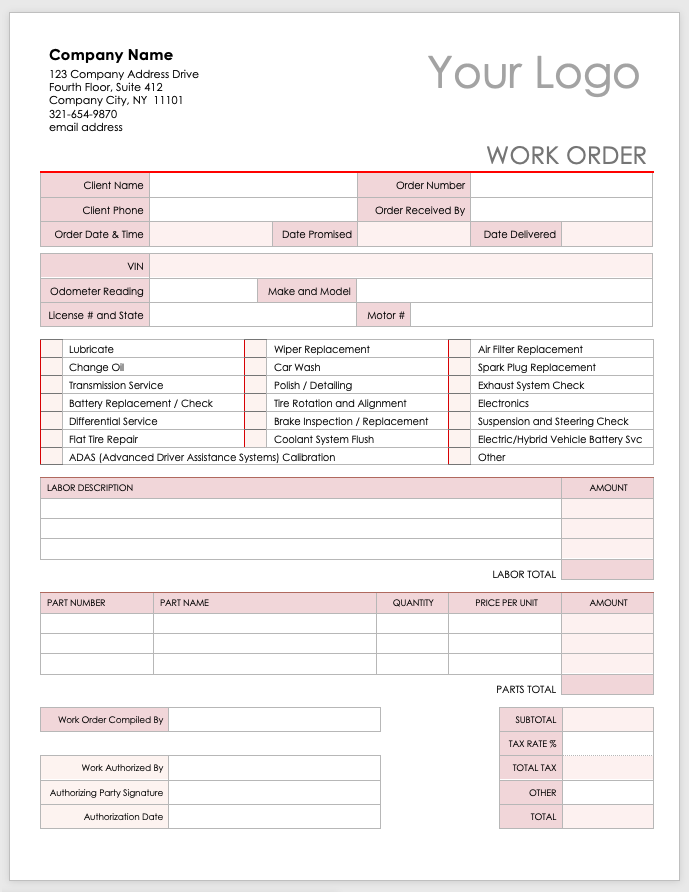 Company Name
123 Company Address Drive
Fourth Floor, Suite 412
Company City, NY 11101
321-654-9870
email address
Your Logo
WORK ORDER
Client Name Order Number
Client Phone Order Received By
Order Date & Time Date Promised Date Delivered
VIN
Odometer Reading Make and Model
License # and State Motor #
Lubricate Wiper Replacement Air Filter Replacement
Change Oil Car Wash Spark Plug Replacement
Transmission Service Polish / Detailing Exhaust System Check
Battery Replacement / Check Tire Rotation and Alignment Electronics
Differential Service Brake Inspection / Replacement Suspension and Steering Check
Flat Tire Repair Coolant System Flush Electric/Hybrid Vehicle Battery Svc
ADAS (Advanced Driver Assistance Systems) Calibration Other
LABOR DESCRIPTION AMOUNT
LABOR TOTAL
PART NUMBER PART NAME QUANTITY PRICE PER UNIT AMOUNT
PARTS TOTAL
Work Order Compiled By SUBTOTAL
TAX RATE %
Work Authorized By TOTAL TAX
Authorizing Party Signature OTHER
Authorization Date TOTAL